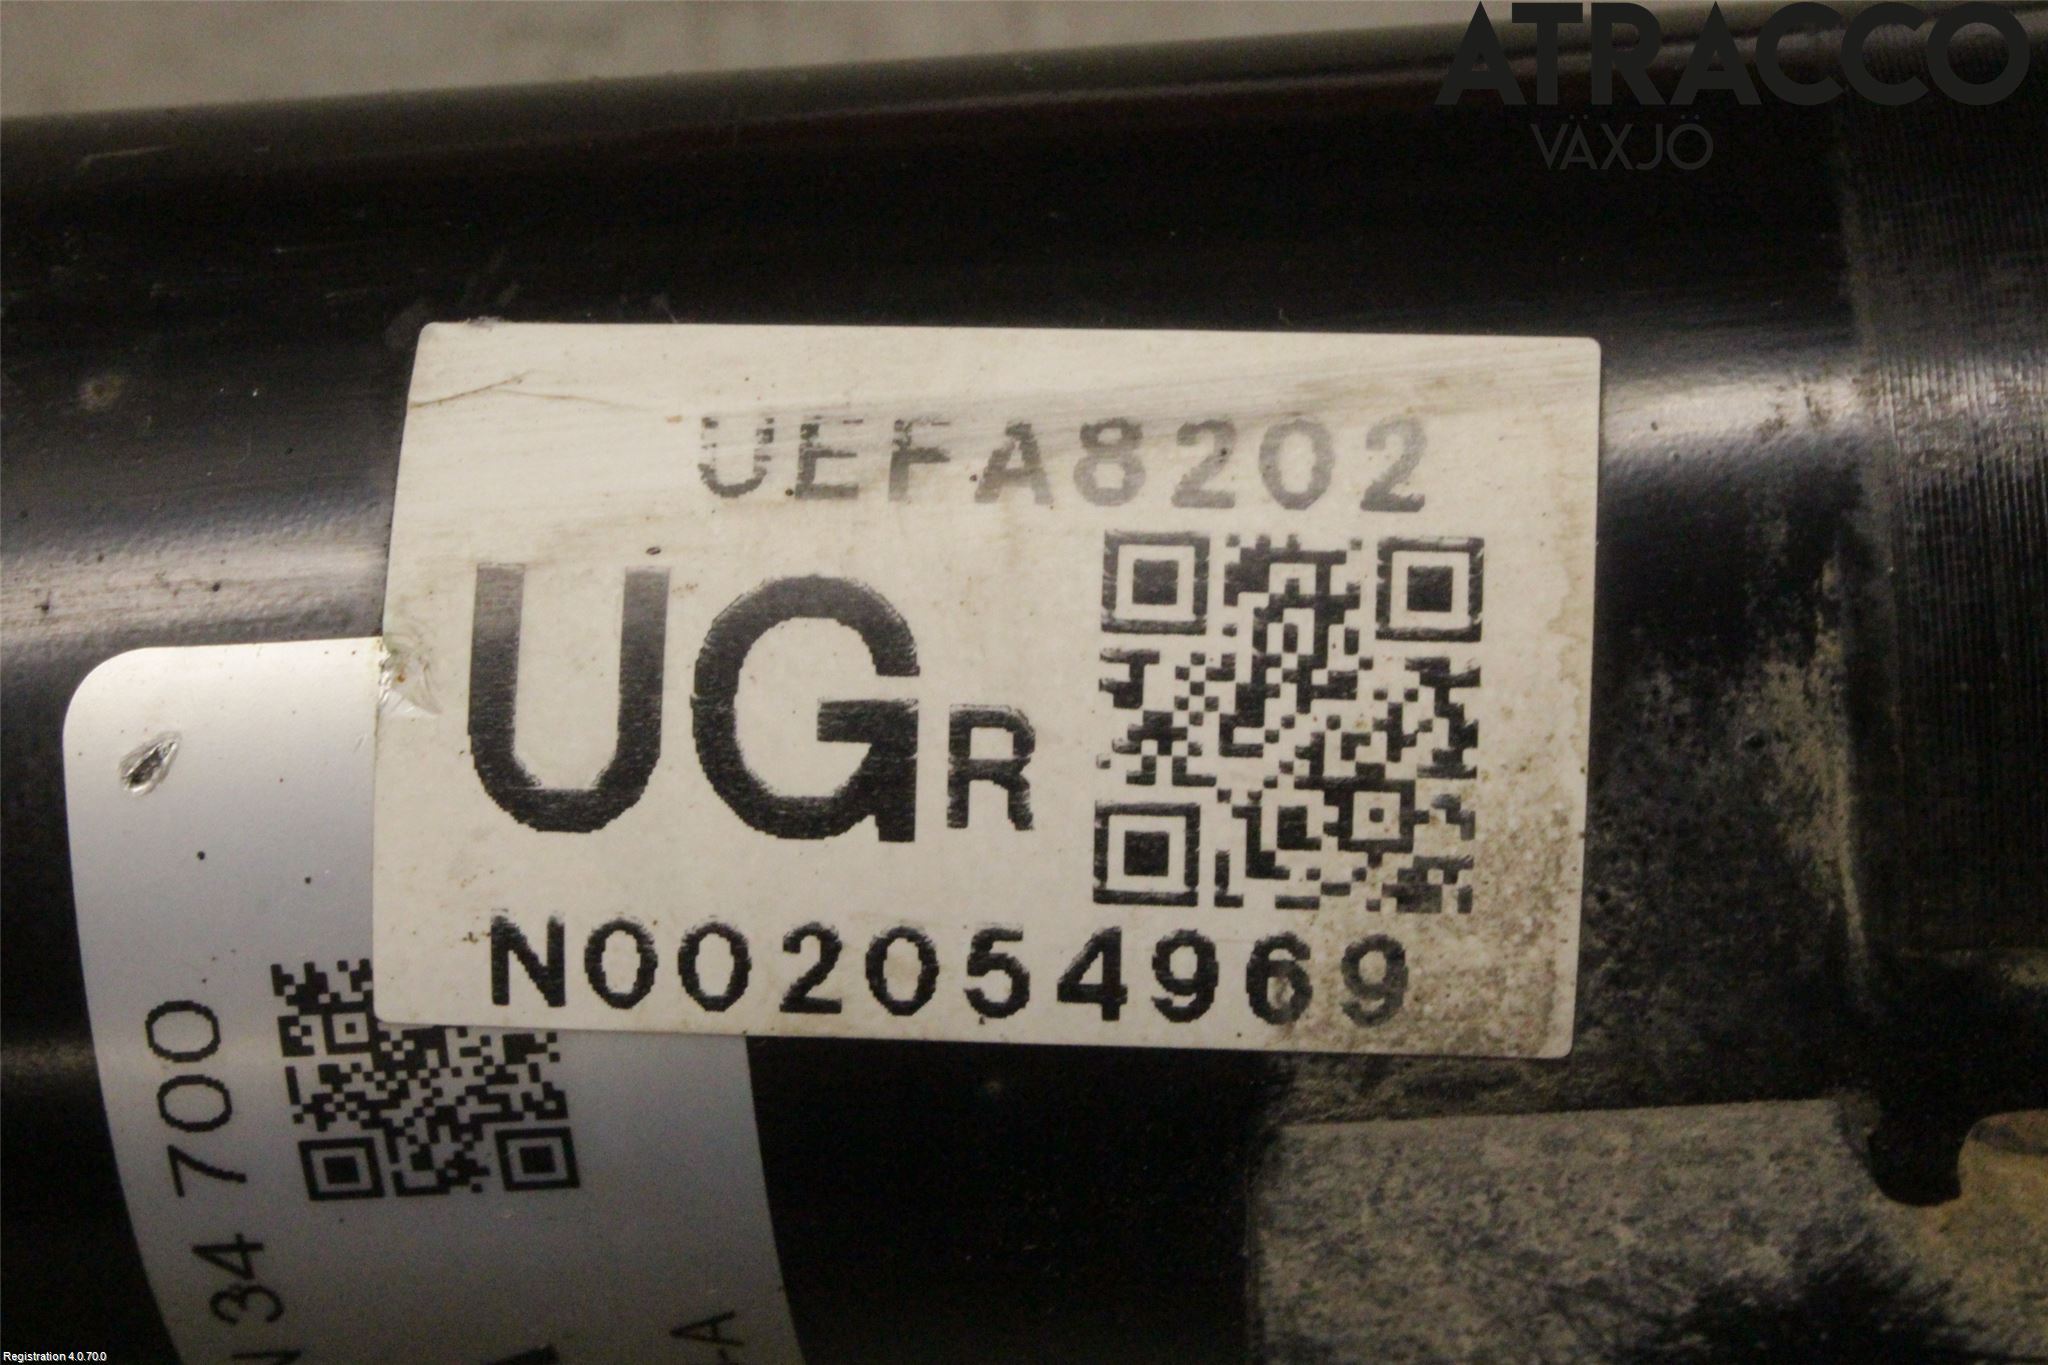 ATRACCO
VÄXJÖ
UEFA8202
UGR
N002054969
34 700
-A
Registration 4.0.70.0